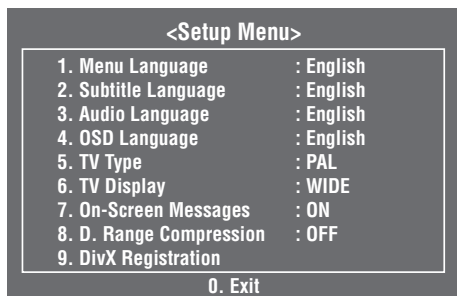 <Setup Menu>
1. Menu Language : English
2. Subtitle Language : English
3. Audio Language : English
4. OSD Language : English
5. TV Type : PAL
6. TV Display : WIDE
7. On-Screen Messages : ON
8. D. Range Compression : OFF
9. DivX Registration
0. Exit